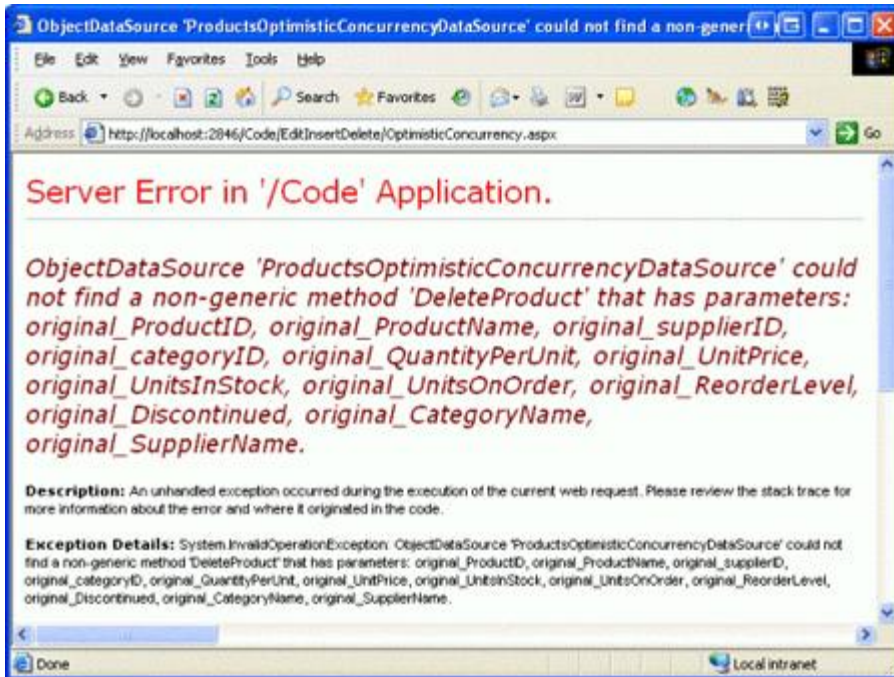 ObjectDataSource 'ProductsOptimisticConcurrencyDataSource' could not find a non-gener
File Edit View Favorites Tools Help
Back Search Favorites
Address http://localhost:2846/Code/EditInsertDelete/OptimisticConcurrency.aspx Go
Server Error in '/Code' Application.
ObjectDataSource 'ProductsOptimisticConcurrencyDataSource' could
not find a non-generic method 'DeleteProduct' that has parameters:
original_ProductID, original_ProductName, original_supplierID,
original_categoryID, original_QuantityPerUnit, original_UnitPrice,
original_UnitsInStock, original_UnitsOnOrder, original_ReorderLevel,
original_Discontinued, original_CategoryName,
original_SupplierName.
Description: An unhandled exception occurred during the execution of the current web request. Please review the stack trace for
more information about the error and where it originated in the code.
Exception Details: System.InvalidOperationException: ObjectDataSource 'ProductsOptimisticConcurrencyDataSource' could not
find a non-generic method 'DeleteProduct' that has parameters: original_ProductID, original_ProductName, original_supplierID,
original_categoryID, original_QuantityPerUnit, original_UnitPrice, original_UnitsInStock, original_UnitsOnOrder, original_ReorderLevel,
original_Discontinued, original_CategoryName, original_SupplierName.
Done Local intranet